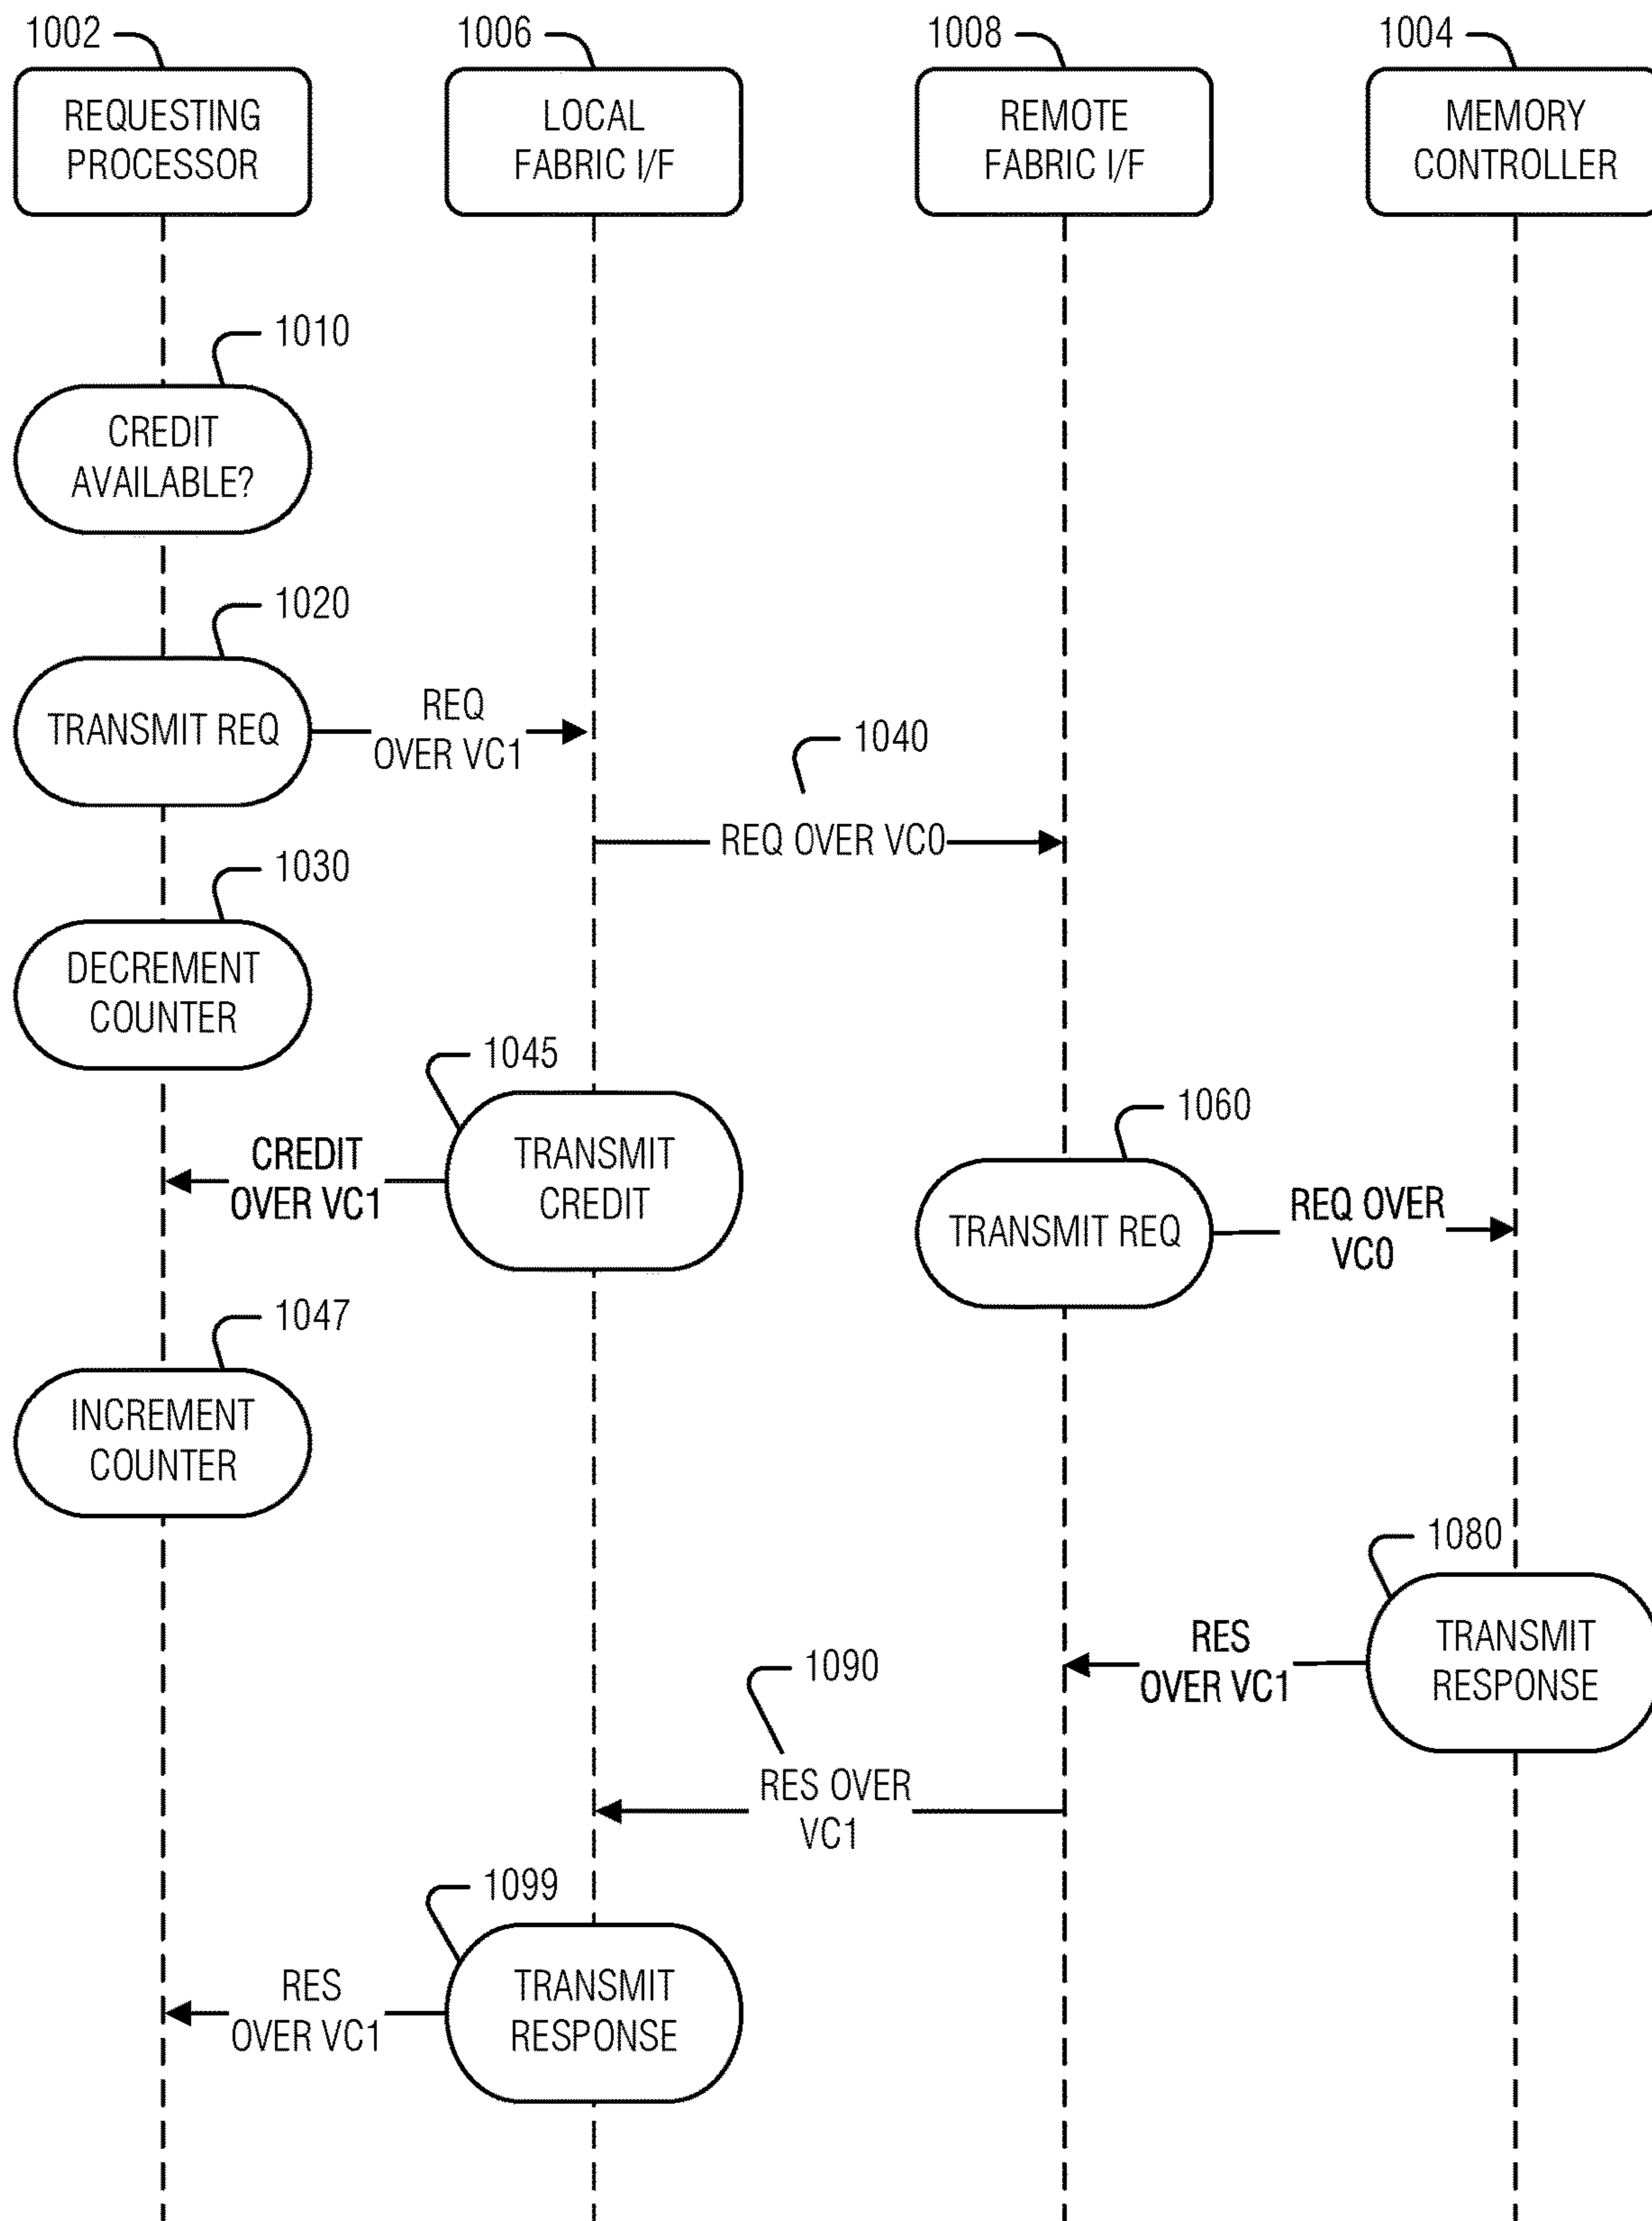 1002
1006
1008
1004
REQUESTING
PROCESSOR
LOCAL
FABRIC I/F
REMOTE
FABRIC I/F
MEMORY
CONTROLLER
1010
CREDIT
AVAILABLE?
1020
TRANSMIT REQ
REQ
OVER VC1
1040
REQ OVER VC0
1030
DECREMENT
COUNTER
1045
TRANSMIT
CREDIT
CREDIT
OVER VC1
1060
TRANSMIT REQ
REQ OVER
VC0
1047
INCREMENT
COUNTER
1080
TRANSMIT
RESPONSE
RES
OVER VC1
1090
RES OVER
VC1
1099
TRANSMIT
RESPONSE
RES
OVER VC1